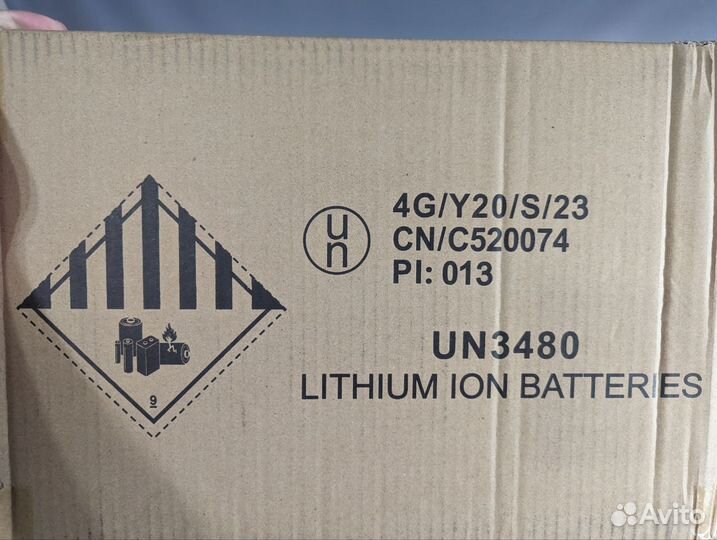 un
4G/Y20/S/23
CN/C520074
PI: 013
UN3480
LITHIUM ION BATTERIES
9
Avito